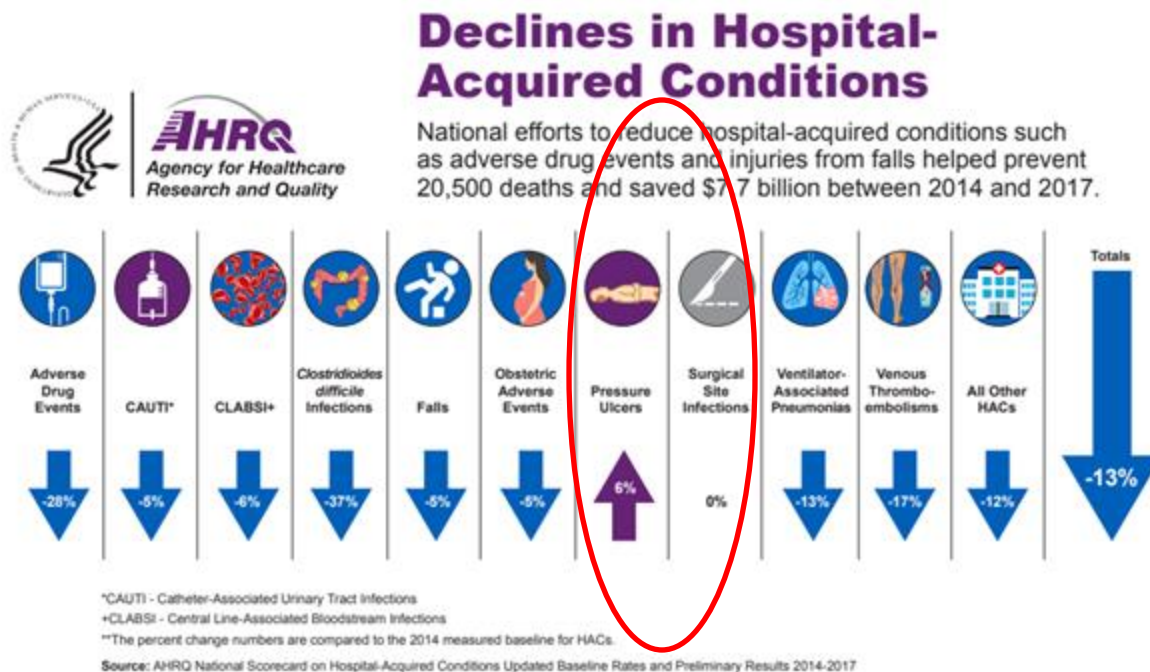 Declines in Hospital-
Acquired Conditions
AHRQ
Agency for Healthcare
Research and Quality
National efforts to reduce hospital-acquired conditions such
as adverse drug events and injuries from falls helped prevent
20,500 deaths and saved $7.7 billion between 2014 and 2017.
Adverse
Drug
Events
-28%
CAUTI*
-5%
CLABSI+
-6%
Clostridioides
difficile
Infections
-37%
Falls
-5%
Obstetric
Adverse
Events
-5%
Pressure
Ulcers
6%
Surgical
Site
Infections
0%
Ventilator-
Associated
Pneumonias
-13%
Venous
Thrombo-
embolisms
-17%
All Other
HACs
-12%
Totals
-13%
*CAUTI - Catheter-Associated Urinary Tract Infections
+CLABSI - Central Line-Associated Bloodstream Infections
**The percent change numbers are compared to the 2014 measured baseline for HACs.
Source: AHRQ National Scorecard on Hospital-Acquired Conditions Updated Baseline Rates and Preliminary Results 2014-2017